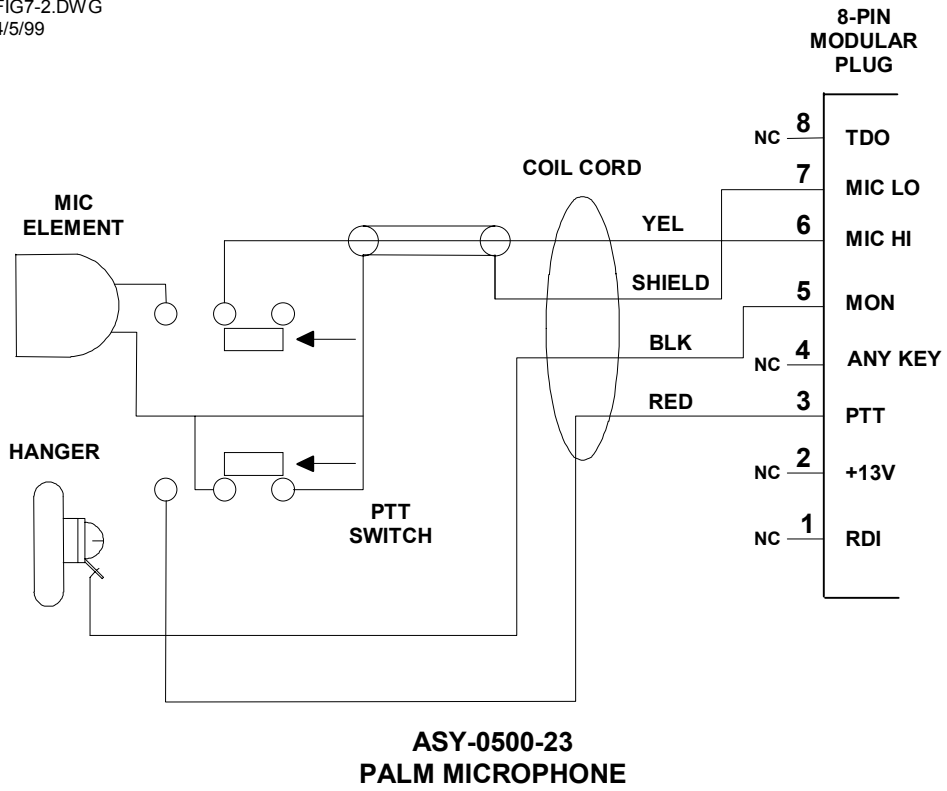 FIG7-2.DWG
4/5/99
8-PIN
MODULAR
PLUG
NC 8 TDO
COIL CORD
7 MIC LO
MIC
ELEMENT
YEL 6 MIC HI
SHIELD
5 MON
BLK
NC 4 ANY KEY
RED 3 PTT
HANGER
NC 2 +13V
PTT
SWITCH
NC 1 RDI
ASY-0500-23
PALM MICROPHONE